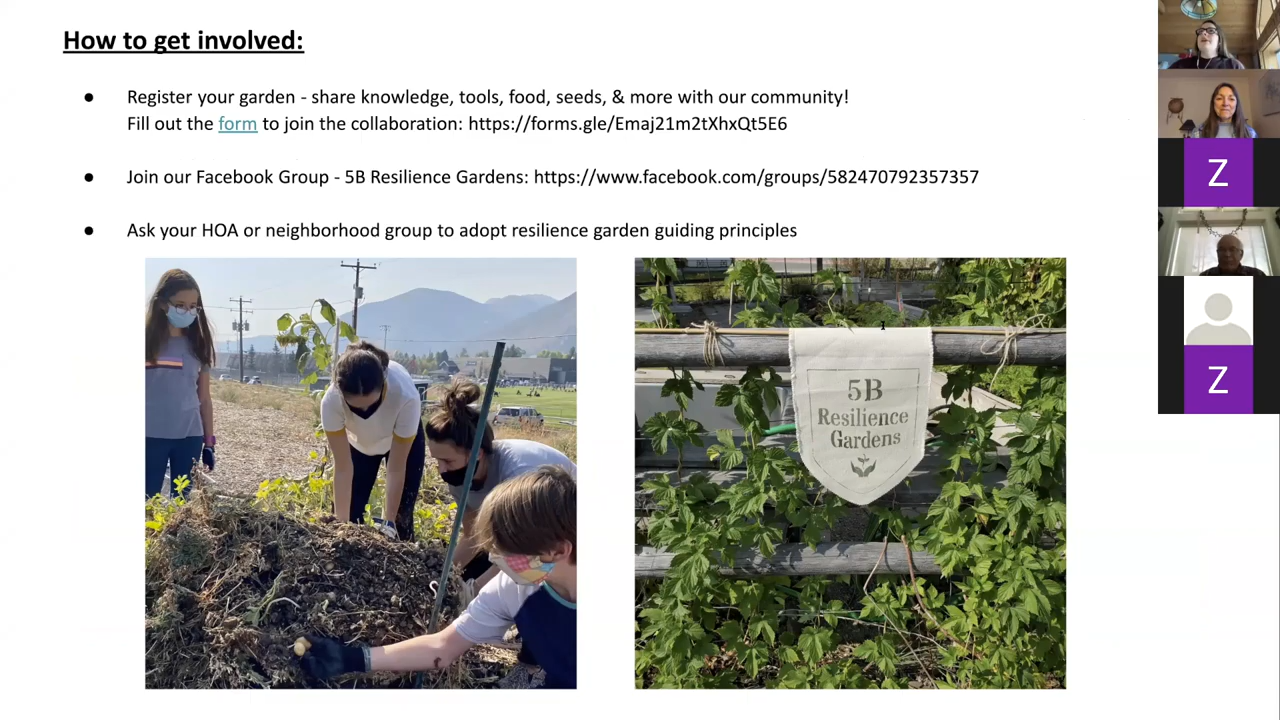 How to get involved:
● Register your garden - share knowledge, tools, food, seeds, & more with our community!
Fill out the form to join the collaboration: https://forms.gle/Emaj21m2tXhxQt5E6
● Join our Facebook Group - 5B Resilience Gardens: https://www.facebook.com/groups/582470792357357
● Ask your HOA or neighborhood group to adopt resilience garden guiding principles
5B
Resilience
Gardens
Z
Z